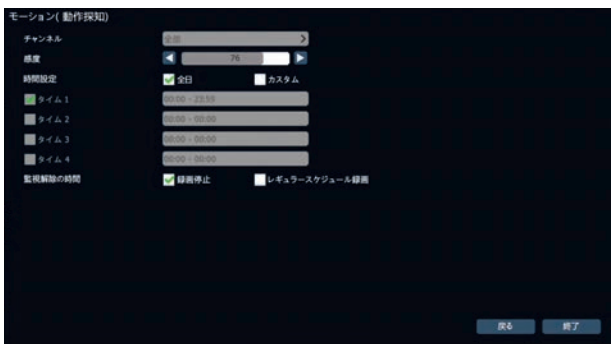 モーション( 動作探知)
チャンネル 全部
感度 76
時間設定 全日 カスタム
タイム 1 00:00 - 23:59
タイム 2 00:00 - 00:00
タイム 3 00:00 - 00:00
タイム 4 00:00 - 00:00
監視解除の時間 録画停止 レギュラースケジュール録画
戻る 終了